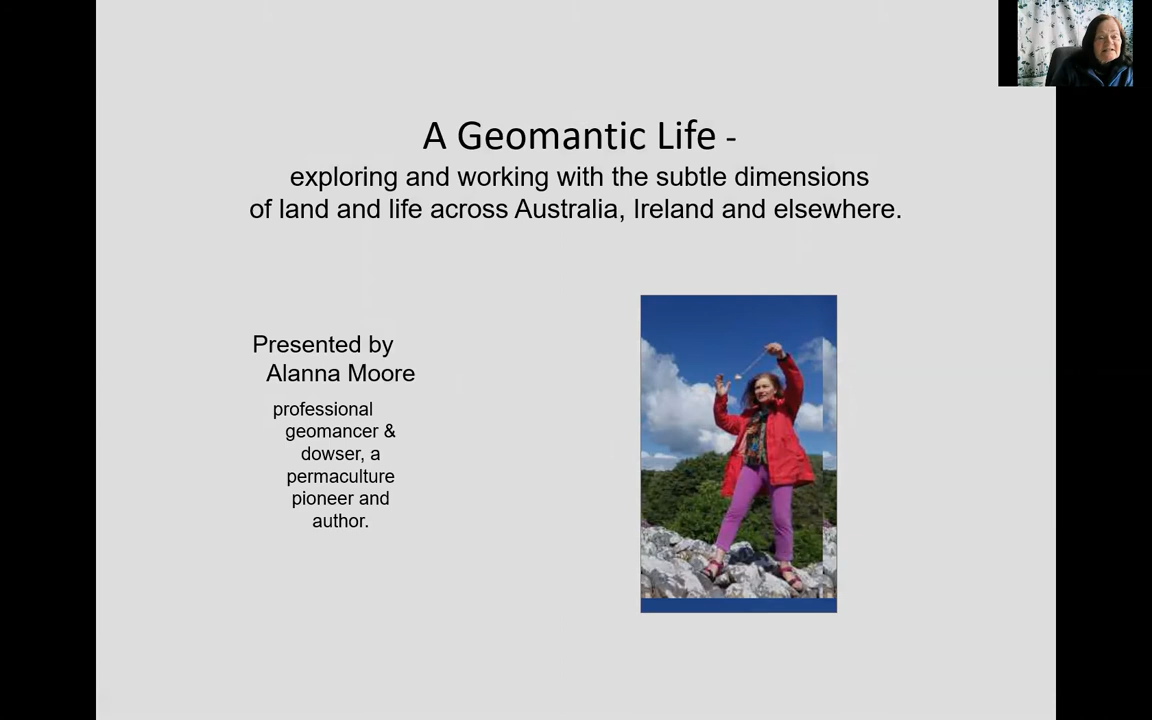 A Geomantic Life -
exploring and working with the subtle dimensions
of land and life across Australia, Ireland and elsewhere.
Presented by
Alanna Moore
professional
geomancer &
dowser, a
permaculture
pioneer and
author.